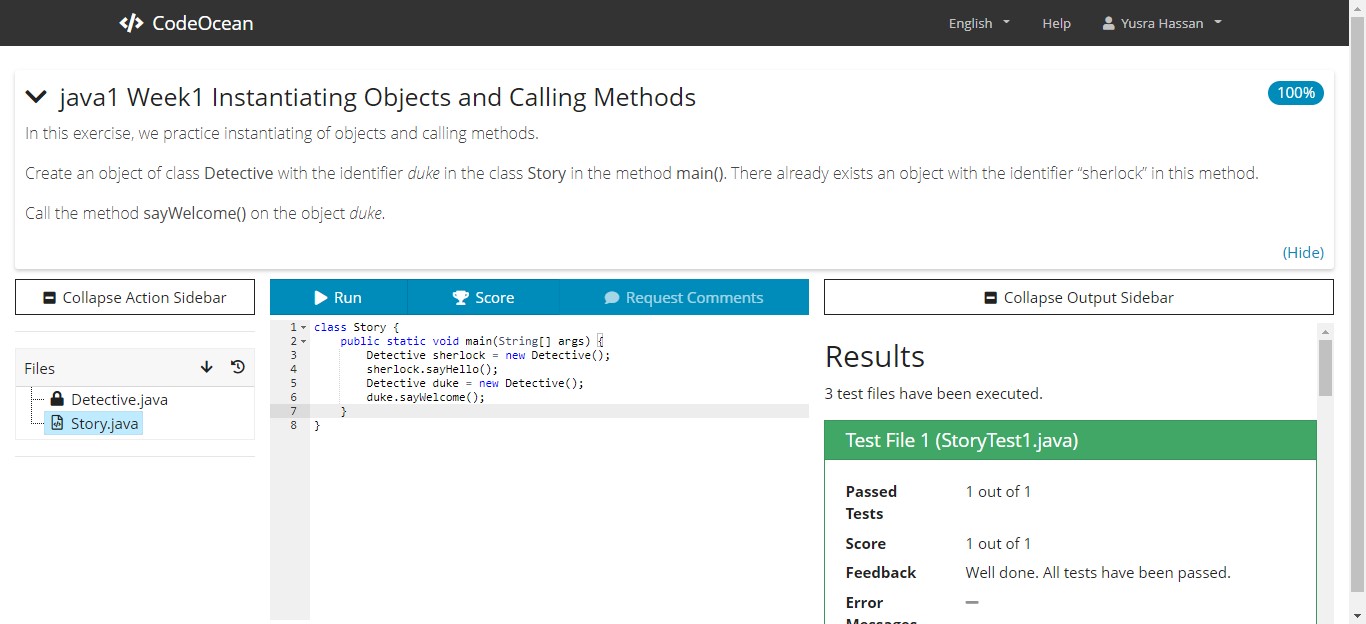 CodeOcean
English
Help
Yusra Hassan
java1 Week1 Instantiating Objects and Calling Methods
100%
In this exercise, we practice instantiating of objects and calling methods.
Create an object of class Detective with the identifier duke in the class Story in the method main(). There already exists an object with the identifier “sherlock” in this method.
Call the method sayWelcome() on the object duke.
(Hide)
Collapse Action Sidebar
Run
Score
Request Comments
Collapse Output Sidebar
Files
Detective.java
Story.java
1 class Story {
2 public static void main(String[] args) {
3 Detective sherlock = new Detective();
4 sherlock.sayHello();
5 Detective duke = new Detective();
6 duke.sayWelcome();
7 }
8 }
Results
3 test files have been executed.
Test File 1 (StoryTest1.java)
Passed 1 out of 1
Tests
Score 1 out of 1
Feedback Well done. All tests have been passed.
Error —
Messages